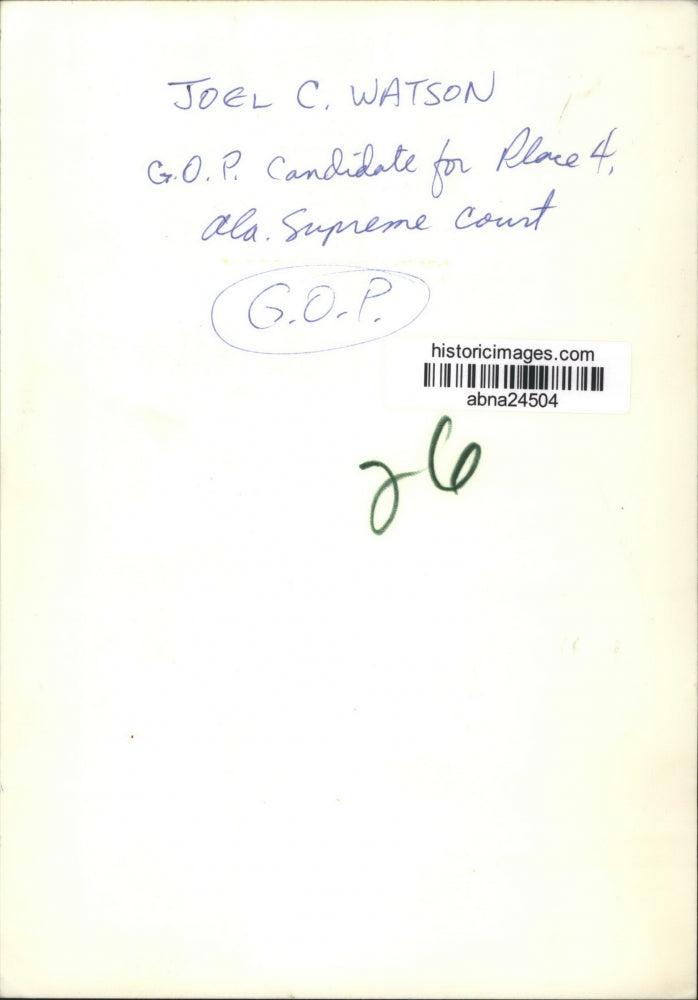 JOEL C. WATSON
G.O.P. Candidate for Place 4,
Ala. Supreme Court
G.O.P.
historicimages.com
abna24504
26